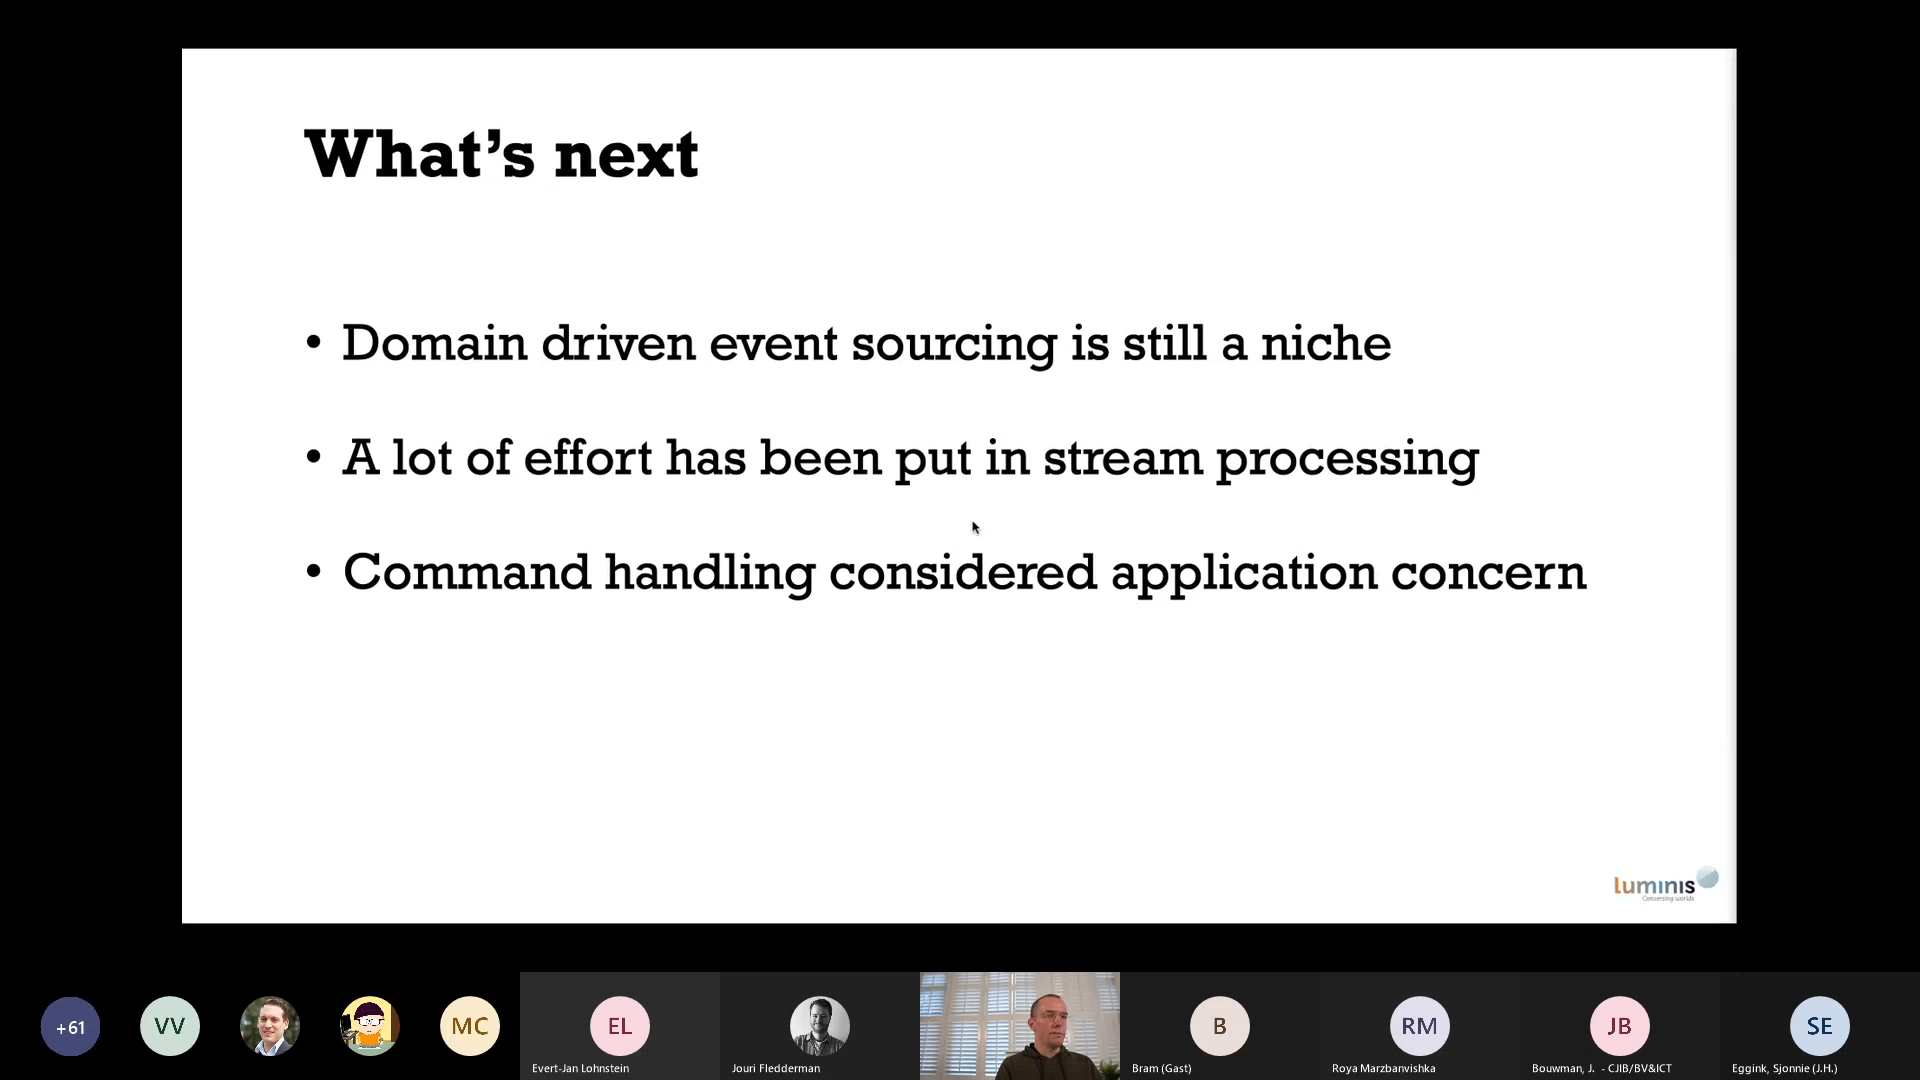 What's next
• Domain driven event sourcing is still a niche
• A lot of effort has been put in stream processing
• Command handling considered application concern
luminis
Conversing worlds
+61
VV
MC
EL
Evert-Jan Lohnstein
Jouri Fledderman
B
Bram (Gast)
RM
Roya Marzbanvishka
JB
Bouwman, J. - CJIB/BV&ICT
SE
Eggink, Sjonnie (J.H.)